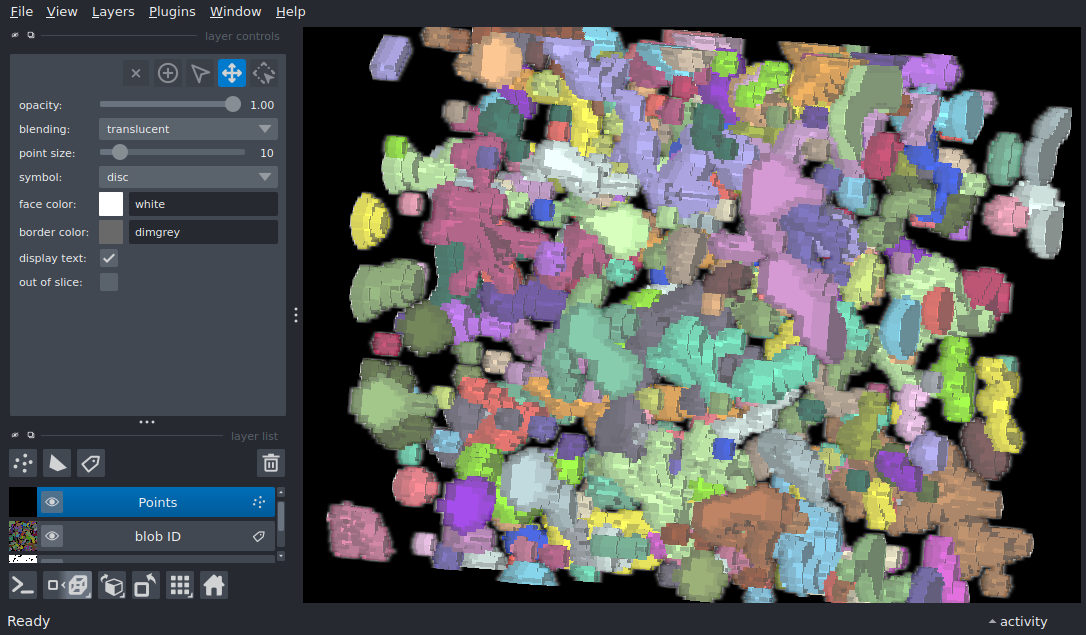 File View Layers Plugins Window Help
layer controls
opacity: 1.00
blending: translucent
point size: 10
symbol: disc
face color: white
border color: dimgrey
display text:
out of slice:
layer list
Points
blob ID
Ready
activity